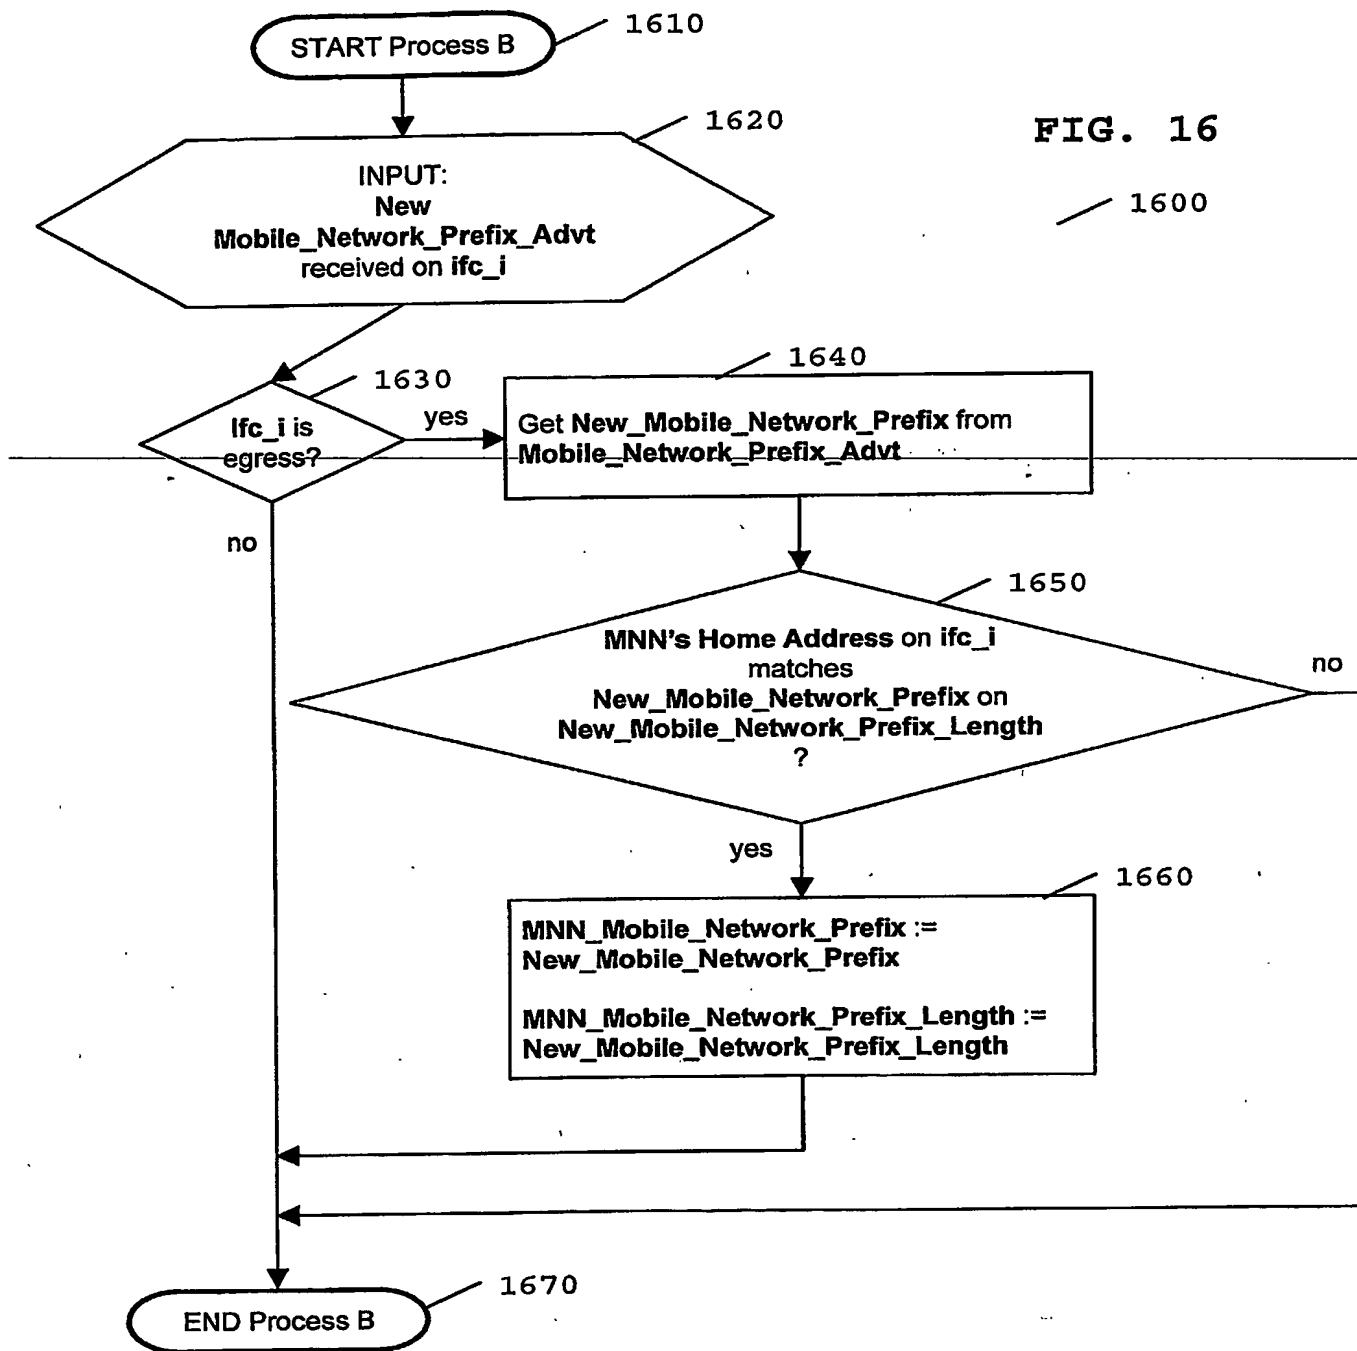 START Process B
1610
1620
FIG. 16
INPUT:
New
Mobile_Network_Prefix_Advt
received on ifc_i
1600
1630
1640
Ifc_i is
egress?
yes
Get New_Mobile_Network_Prefix from
Mobile_Network_Prefix_Advt
no
1650
MNN's Home Address on ifc_i
matches
New_Mobile_Network_Prefix on
New_Mobile_Network_Prefix_Length
?
no
yes
1660
MNN_Mobile_Network_Prefix :=
New_Mobile_Network_Prefix
MNN_Mobile_Network_Prefix_Length :=
New_Mobile_Network_Prefix_Length
1670
END Process B